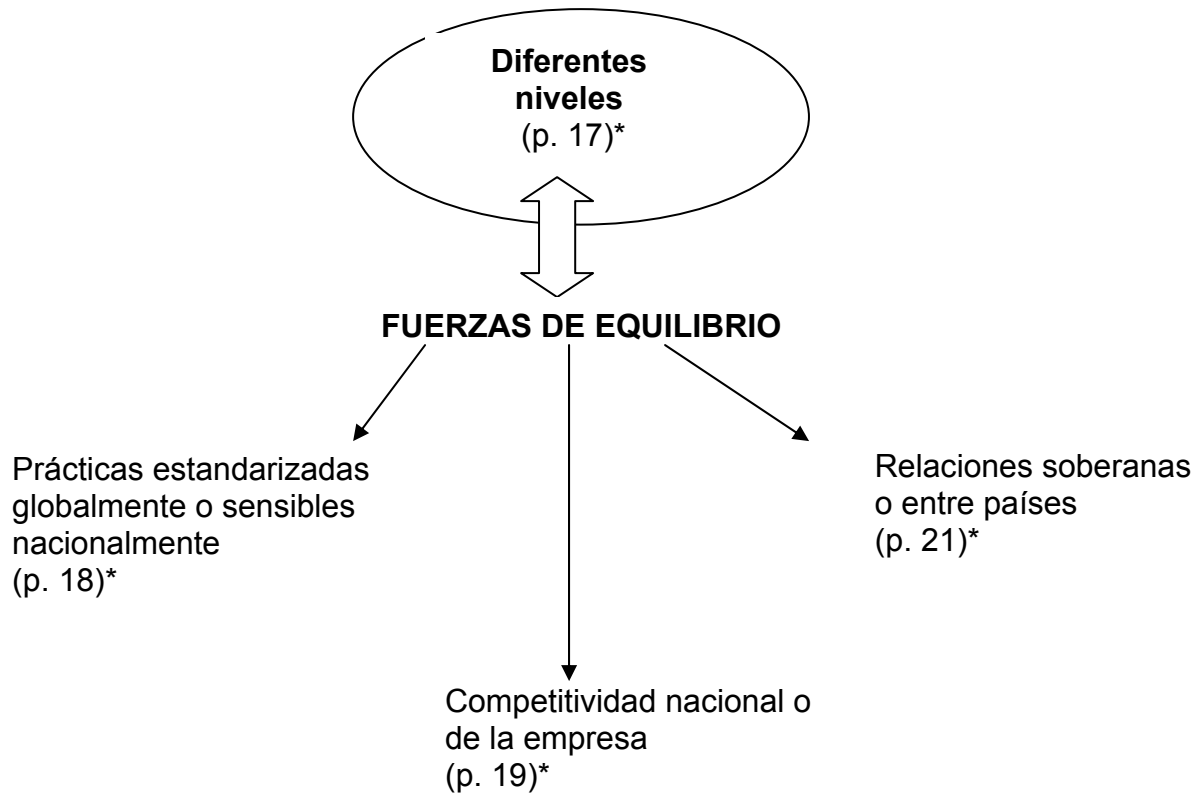 Diferentes
niveles
(p. 17)*
FUERZAS DE EQUILIBRIO
Prácticas estandarizadas
globalmente o sensibles
nacionalmente
(p. 18)*
Relaciones soberanas
o entre países
(p. 21)*
Competitividad nacional o
de la empresa
(p. 19)*